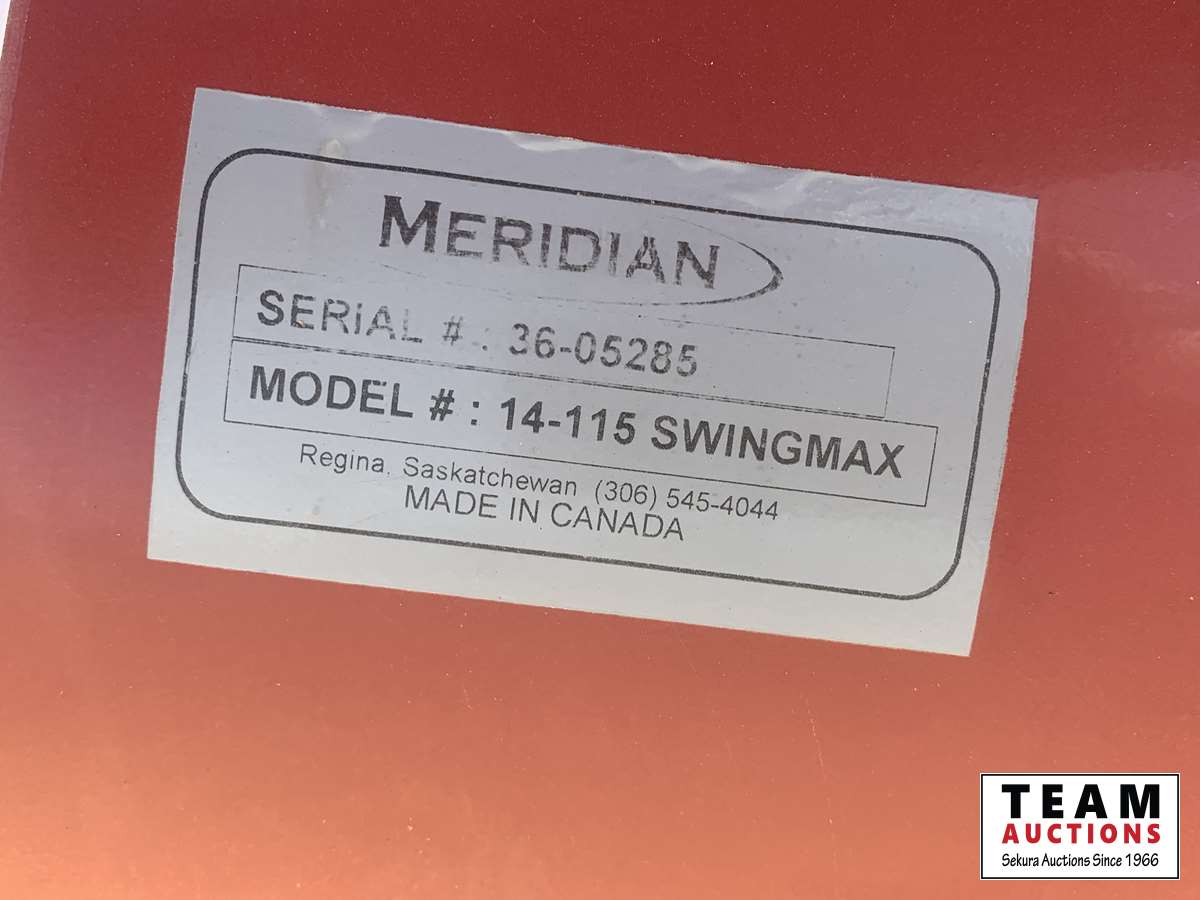 MERIDIAN
SERIAL # : 36-05285
MODEL # : 14-115 SWINGMAX
Regina, Saskatchewan (306) 545-4044
MADE IN CANADA
TEAM
AUCTIONS
Sekura Auctions Since 1966